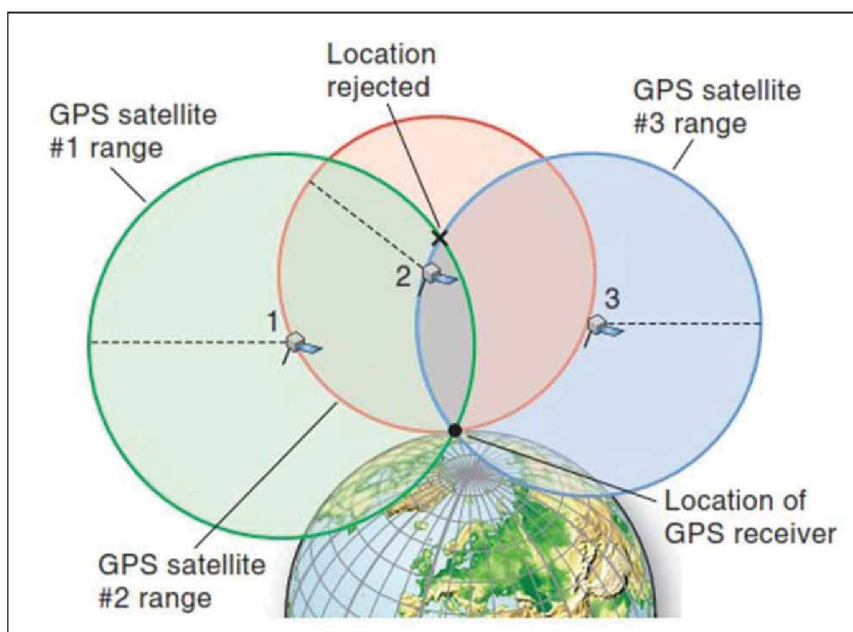 Location
rejected
GPS satellite
#1 range
GPS satellite
#3 range
2
1
3
Location of
GPS receiver
GPS satellite
#2 range